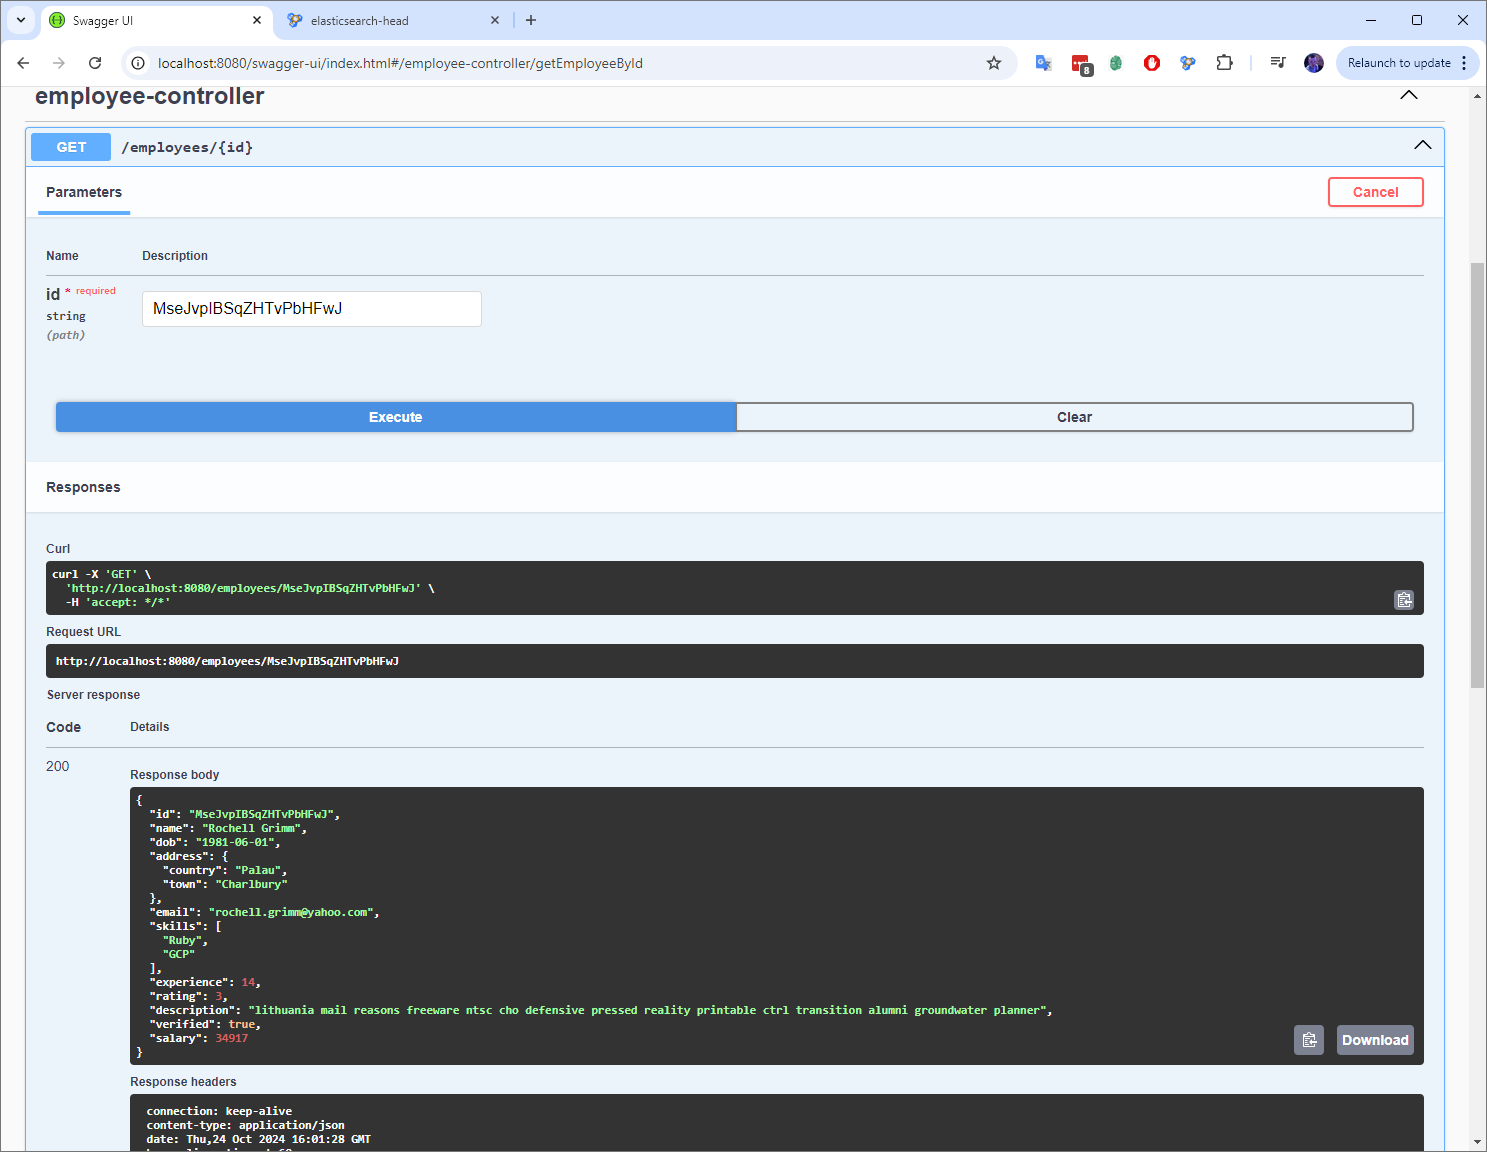 Swagger UI
elasticsearch-head
localhost:8080/swagger-ui/index.html#/employee-controller/getEmployeeById
8
Relaunch to update
employee-controller
GET /employees/{id}
Parameters
Cancel
Name Description
id * required
string
(path)
MseJvpIBSqZHTvPbHFwJ
Execute
Clear
Responses
Curl
curl -X 'GET' \
'http://localhost:8080/employees/MseJvpIBSqZHTvPbHFwJ' \
-H 'accept: */*'
Request URL
http://localhost:8080/employees/MseJvpIBSqZHTvPbHFwJ
Server response
Code Details
200
Response body
{
"id": "MseJvpIBSqZHTvPbHFwJ",
"name": "Rochell Grimm",
"dob": "1981-06-01",
"address": {
"country": "Palau",
"town": "Charlbury"
},
"email": "rochell.grimm@yahoo.com",
"skills": [
"Ruby",
"GCP"
],
"experience": 14,
"rating": 3,
"description": "lithuania mail reasons freeware ntsc cho defensive pressed reality printable ctrl transition alumni groundwater planner",
"verified": true,
"salary": 34917
}
Download
Response headers
connection: keep-alive
content-type: application/json
date: Thu,24 Oct 2024 16:01:28 GMT